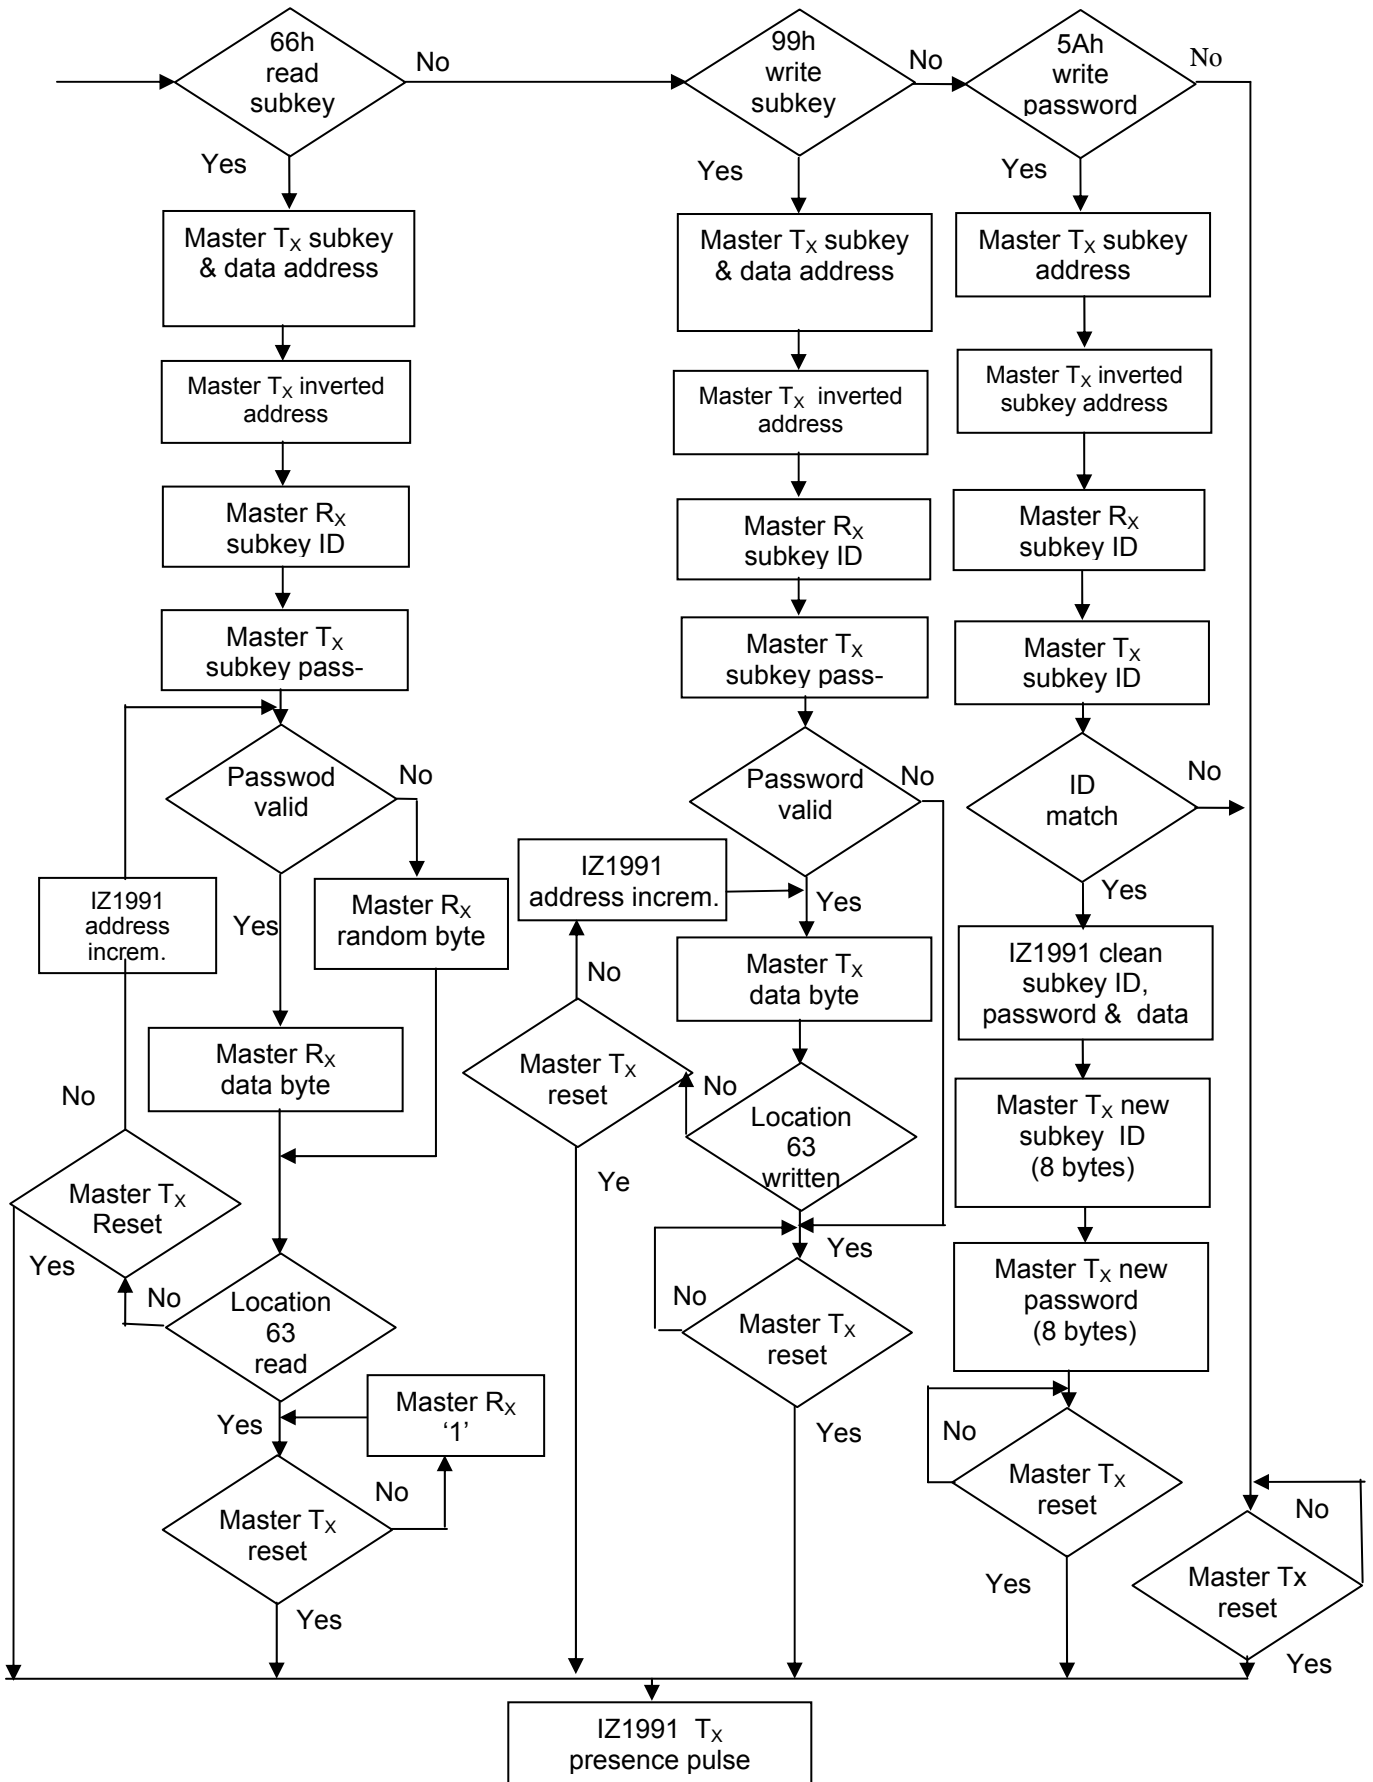 66h
read
subkey
No
99h
write
subkey
No
5Ah
write
password
No
Yes
Yes
Yes
Master TX subkey
& data address
Master TX subkey
& data address
Master TX subkey
address
Master TX inverted
address
Master TX inverted
address
Master TX inverted
subkey address
Master RX
subkey ID
Master RX
subkey ID
Master RX
subkey ID
Master TX
subkey pass-
Master TX
subkey pass-
Master TX
subkey ID
Passwod
valid
No
Password
valid
No
ID
match
No
IZ1991
address
increm.
Yes
Master RX
random byte
IZ1991
address increm.
Yes
Yes
IZ1991 clean
subkey ID,
password & data
Master RX
data byte
No
Master TX
data byte
No
Master TX
reset
No
Location
63
written
Master TX new
subkey ID
(8 bytes)
Master TX
Reset
Yes
Ye
Yes
No
Location
63
read
No
Master TX
reset
Master TX new
password
(8 bytes)
Yes
Master RX
‘1’
Yes
No
Master TX
reset
No
Master TX
reset
No
Master Tx
reset
Yes
Yes
Yes
IZ1991 TX
presence pulse